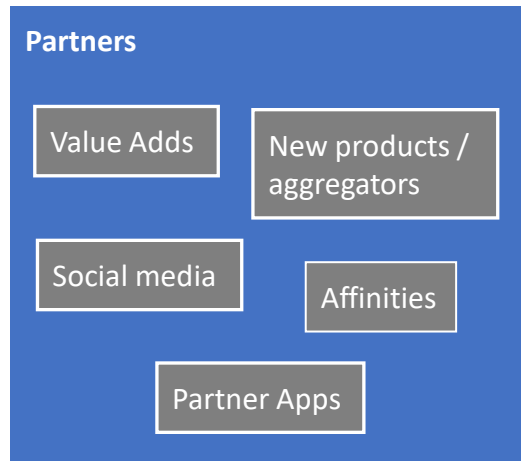 Partners
Value Adds
New products /
aggregators
Social media
Affinities
Partner Apps